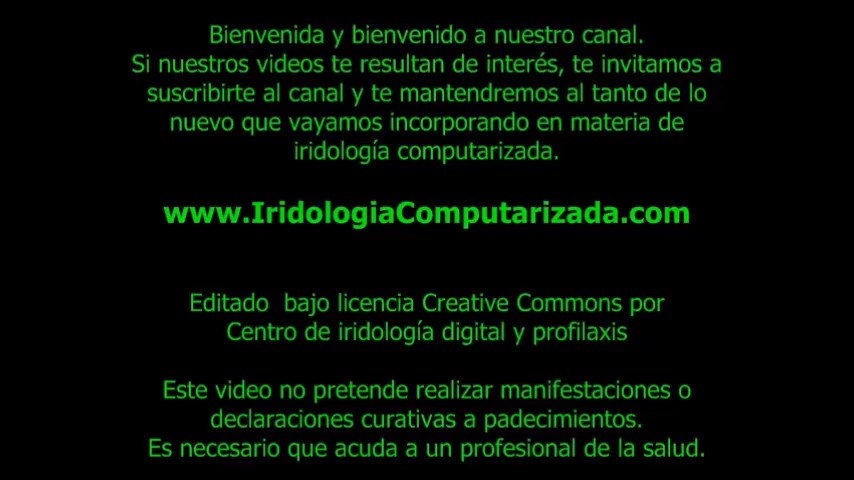 Bienvenida y bienvenido a nuestro canal.
Si nuestros videos te resultan de interés, te invitamos a
suscribirte al canal y te mantendremos al tanto de lo
nuevo que vayamos incorporando en materia de
iridología computarizada.
www.IridologiaComputarizada.com
Editado bajo licencia Creative Commons por
Centro de iridología digital y profilaxis
Este video no pretende realizar manifestaciones o
declaraciones curativas a padecimientos.
Es necesario que acuda a un profesional de la salud.